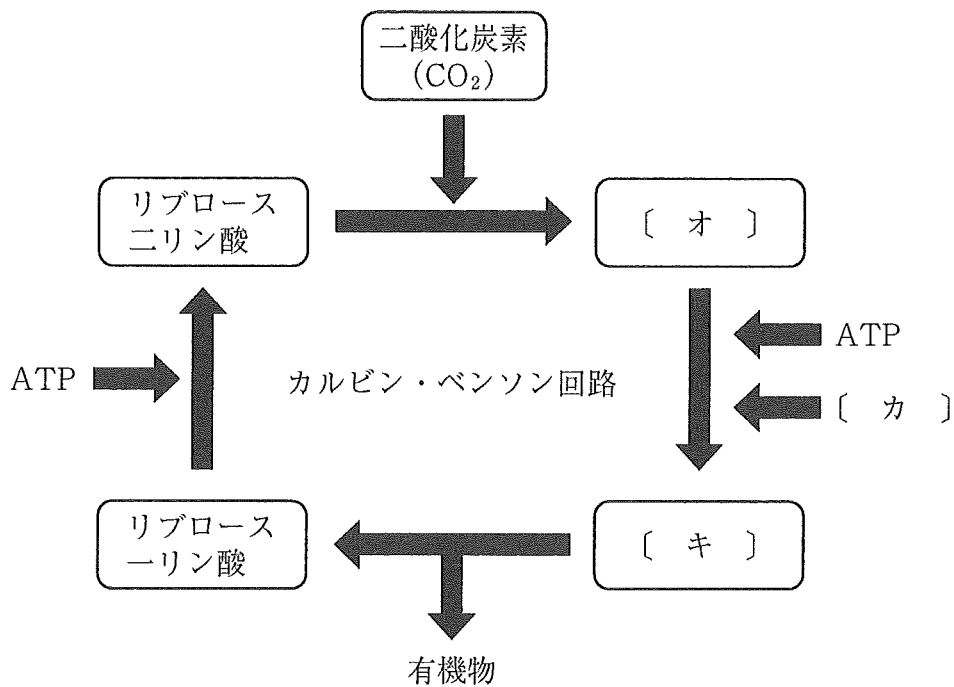 二酸化炭素
(CO₂)
リブロース
二リン酸
〔 オ 〕
ATP
カルビン・ベンソン回路
ATP
〔 カ 〕
リブロース
一リン酸
〔 キ 〕
有機物